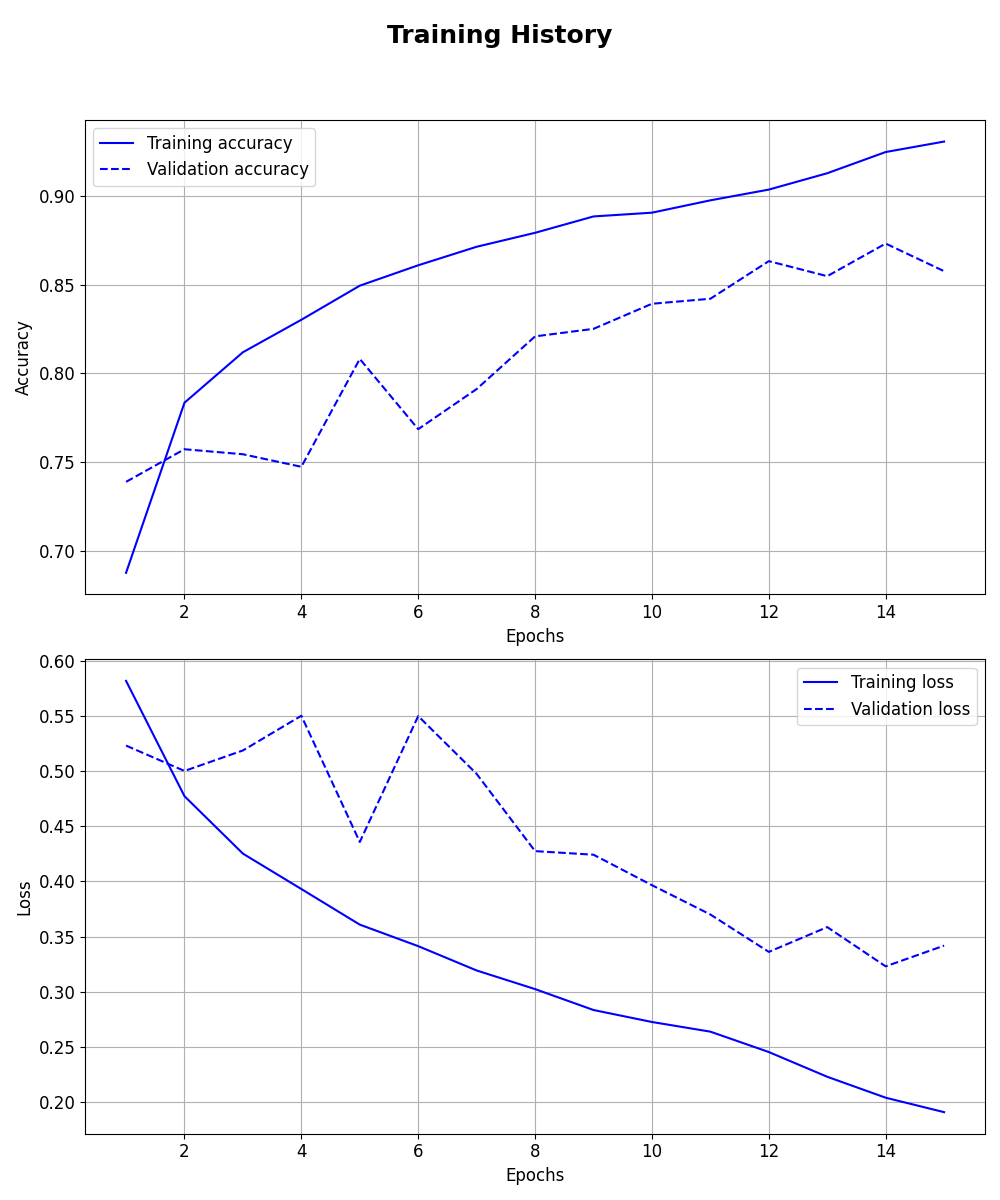 Training History
Training accuracy
Validation accuracy
0.90
0.85
0.80
0.75
0.70
Accuracy
2 4 6 8 10 12 14
Epochs
Training loss
Validation loss
0.60
0.55
0.50
0.45
0.40
0.35
0.30
0.25
0.20
Loss
2 4 6 8 10 12 14
Epochs